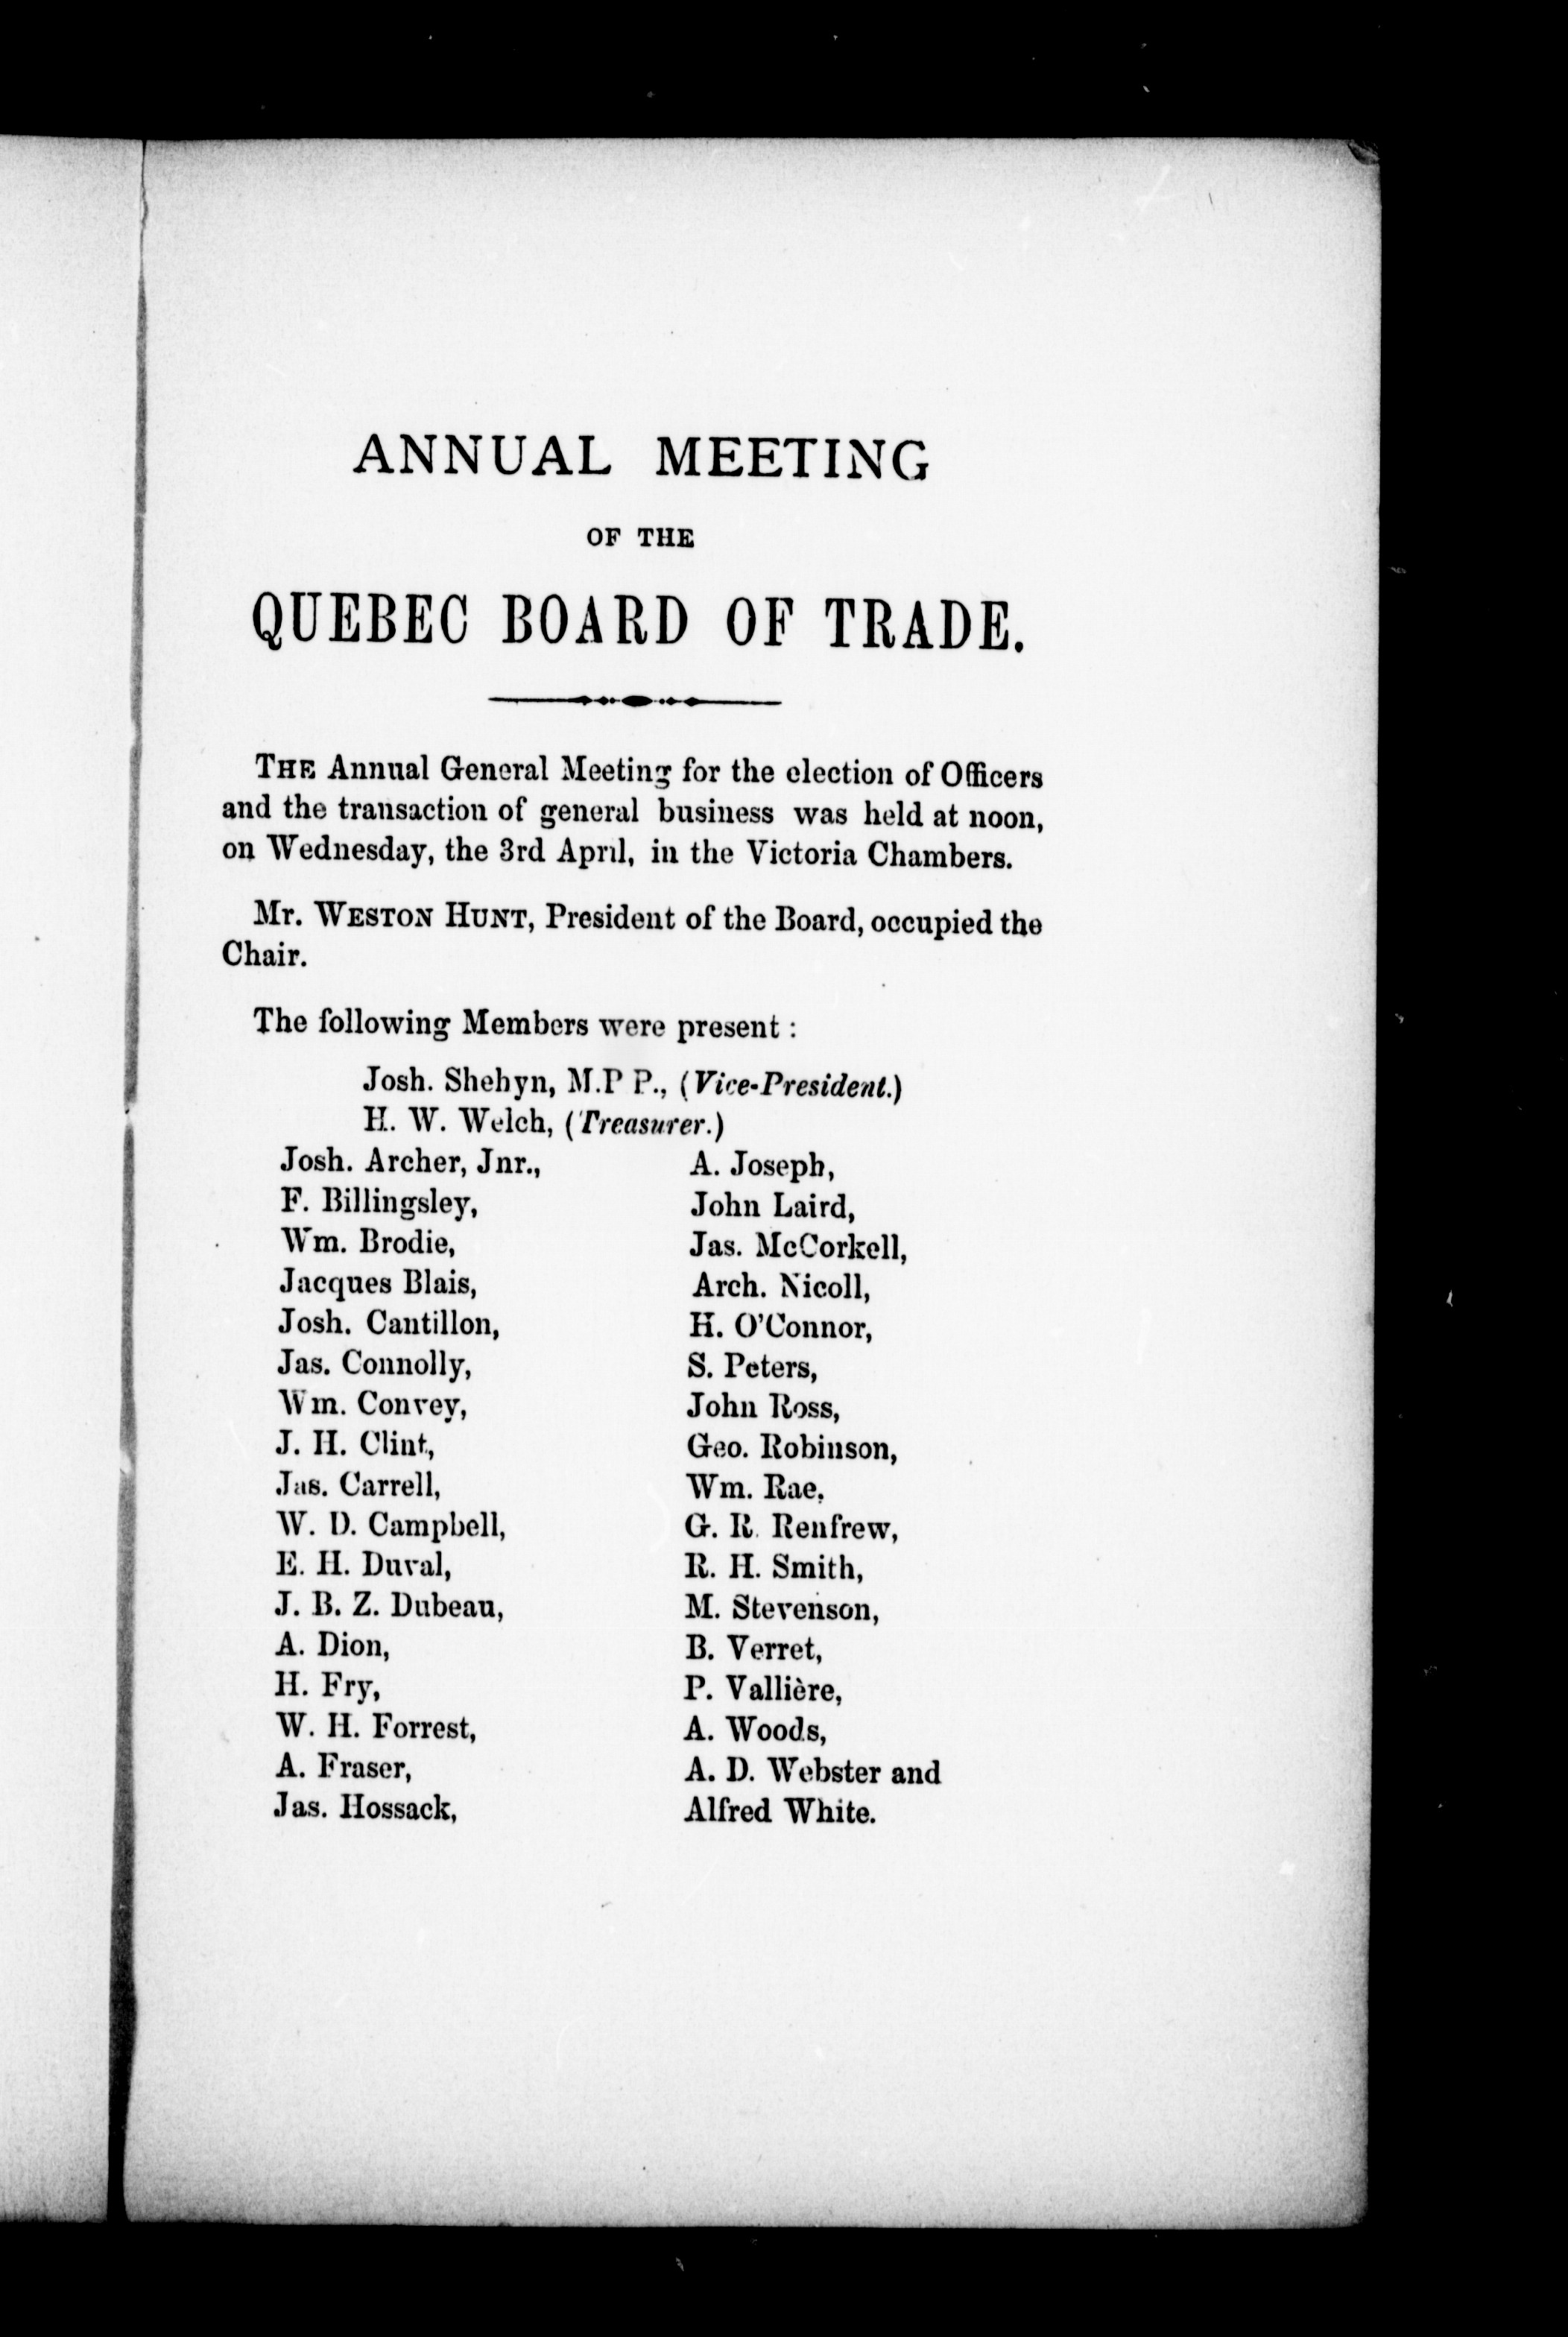 ANNUAL MEETING
OF THE
QUEBEC BOARD OF TRADE.
THE Annual General Meeting for the election of Officers
and the transaction of general business was held at noon,
on Wednesday, the 3rd April, in the Victoria Chambers.
Mr. WESTON HUNT, President of the Board, occupied the
Chair.
The following Members were present :
Josh. Shehyn, M.P P., (Vice-President.)
H. W. Welch, (Treasurer.)
Josh. Archer, Jnr.,
F. Billingsley,
Wm. Brodie,
Jacques Blais,
Josh. Cantillon,
Jas. Connolly,
Wm. Convey,
J. H. Clint,
Jas. Carrell,
W. D. Campbell,
E. H. Duval,
J. B. Z. Dubeau,
A. Dion,
H. Fry,
W. H. Forrest,
A. Fraser,
Jas. Hossack,
A. Joseph,
John Laird,
Jas. McCorkell,
Arch. Nicoll,
H. O'Connor,
S. Peters,
John Ross,
Geo. Robinson,
Wm. Rae,
G. R. Renfrew,
R. H. Smith,
M. Stevenson,
B. Verret,
P. Vallière,
A. Woods,
A. D. Webster and
Alfred White.